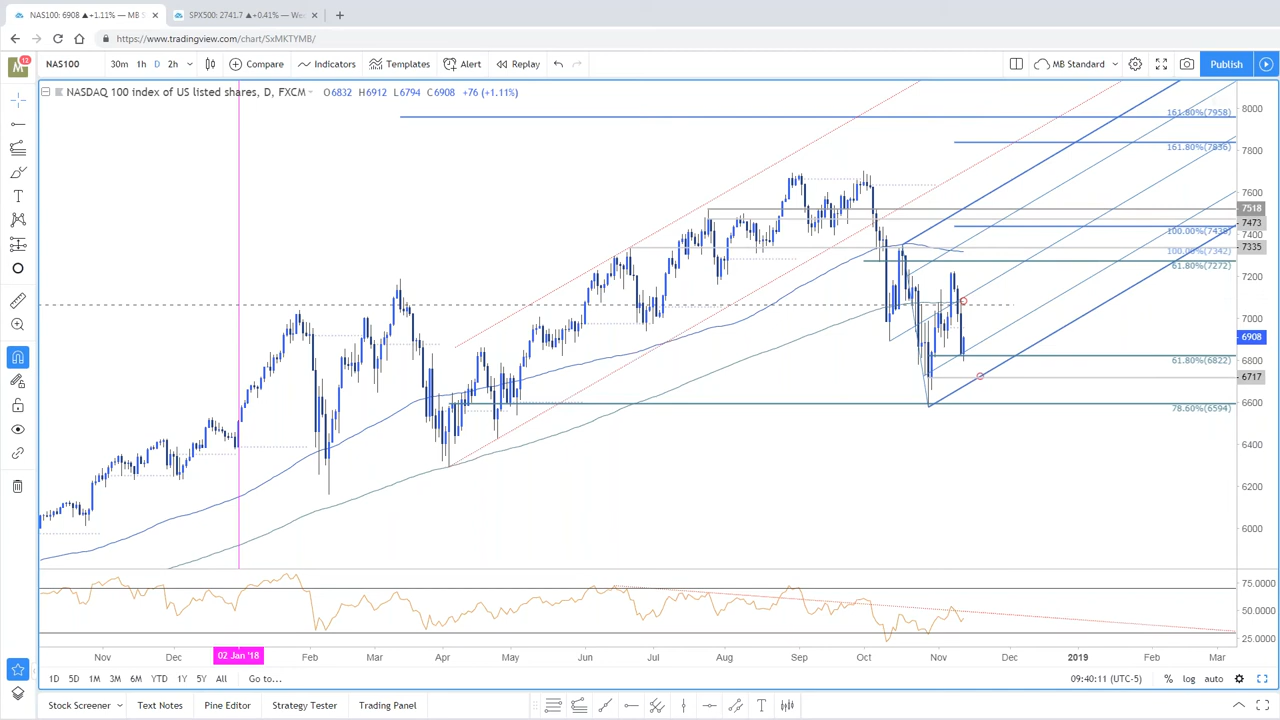 NAS100: 6908 ▲+1.11% — MB S
SPX500: 2741.7 ▲+0.41% — We
https://www.tradingview.com/chart/SxMKTYMB/
M 12
NAS100 30m 1h D 2h Compare Indicators Templates Alert Replay MB Standard Publish
NASDAQ 100 index of US listed shares, D, FXCM O6832 H6912 L6794 C6908 +76 (+1.11%)
8000
161.80%(7958)
7800
161.80%(7836)
7600
7518
7473
7400
100.00%(7436)
7335
100.00%(7342)
61.80%(7272)
7200
7000
6908
6800
61.80%(6822)
6717
6600
78.60%(6594)
6400
6200
6000
75.0000
50.0000
25.0000
Nov Dec 02 Jan '18 Feb Mar Apr May Jun Jul Aug Sep Oct Nov Dec 2019 Feb Mar
1D 5D 1M 3M 6M YTD 1Y 5Y All Go to... 09:40:11 (UTC-5) % log auto
Stock Screener Text Notes Pine Editor Strategy Tester Trading Panel